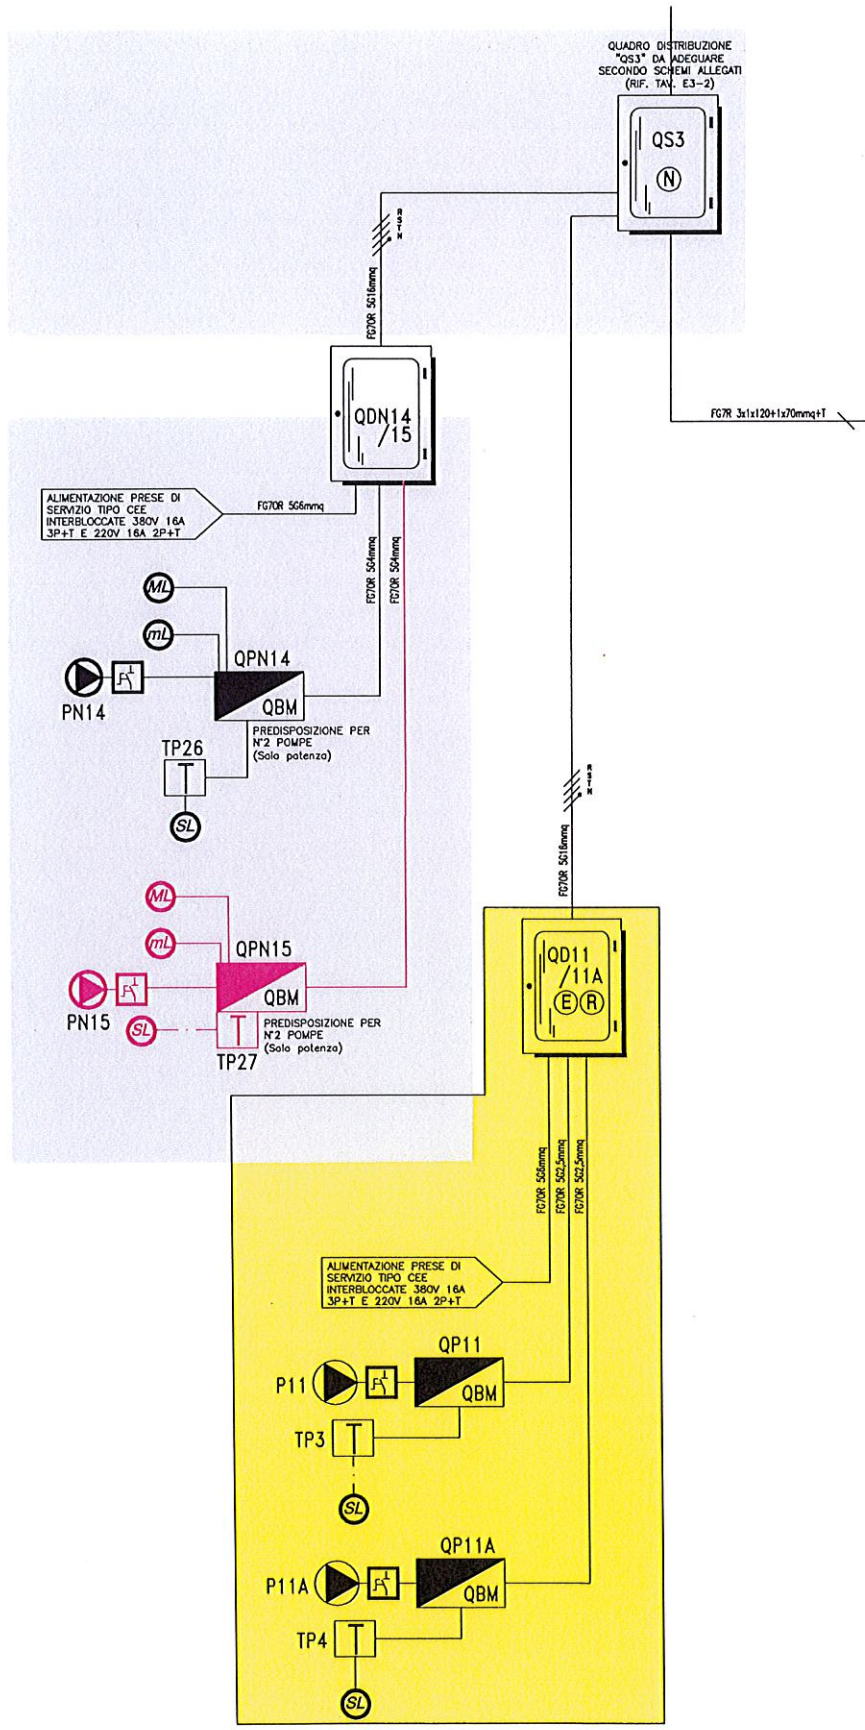 QUADRO DISTRIBUZIONE
"QS3" DA ADEGUARE
SECONDO SCHEMI ALLEGATI
(RIF. TAV. E3-2)
QS3
N
R
S
T
N
FG7OR 5G16mmq
QDN14
/15
FG7R 3x1x120+1x70mmq+T
ALIMENTAZIONE PRESE DI
SERVIZIO TIPO CEE
INTERBLOCCATE 380V 16A
3P+T E 220V 16A 2P+T
FG7OR 5G6mmq
FG7OR 5G4mmq
FG7OR 5G4mmq
ML
mL
QPN14
QBM
PN14
PREDISPOSIZIONE PER
N°2 POMPE
(Solo potenza)
TP26
T
SL
R
S
T
N
FG7OR 5G16mmq
ML
mL
QPN15
QBM
PN15
SL
T
PREDISPOSIZIONE PER
N°2 POMPE
(Solo potenza)
TP27
QD11
/11A
E R
FG7OR 5G6mmq
FG7OR 5G2,5mmq
FG7OR 5G2,5mmq
ALIMENTAZIONE PRESE DI
SERVIZIO TIPO CEE
INTERBLOCCATE 380V 16A
3P+T E 220V 16A 2P+T
QP11
P11
QBM
TP3
T
SL
QP11A
P11A
QBM
TP4
T
SL